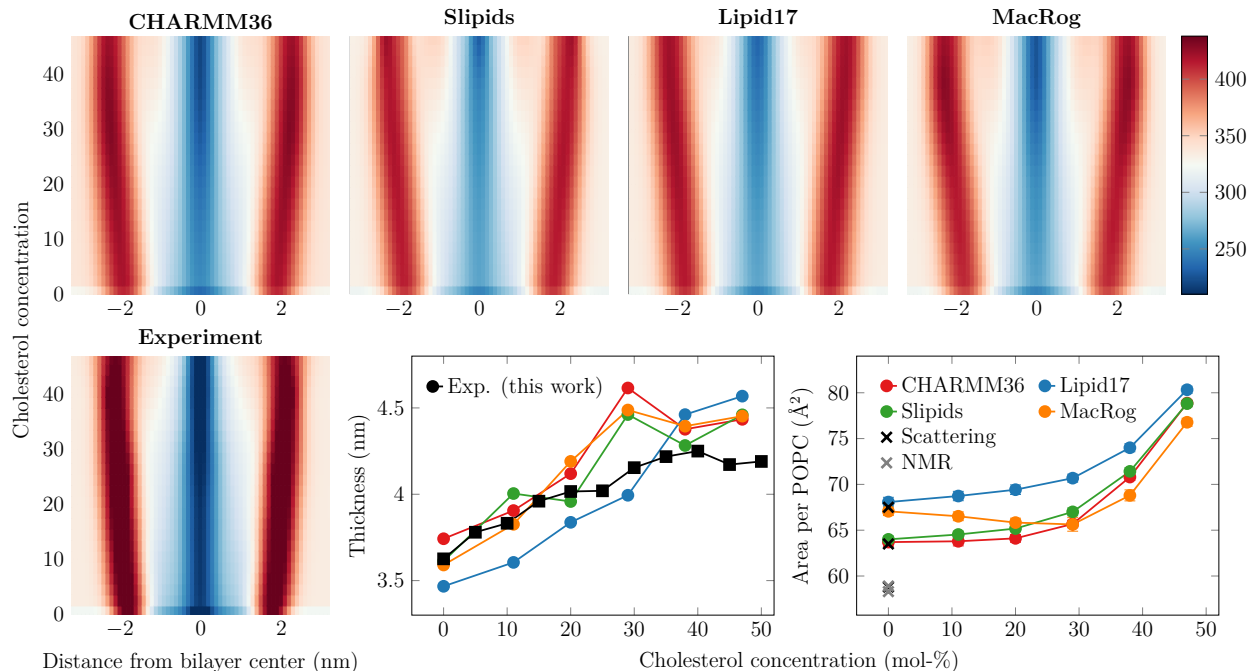 CHARMM36
Slipids
Lipid17
MacRog
40
30
20
10
0
−2
0
2
−2
0
2
−2
0
2
−2
0
2
400
350
300
250
Cholesterol concentration
Experiment
40
30
20
10
0
−2
0
2
Distance from bilayer center (nm)
Exp. (this work)
4.5
4
3.5
Thickness (nm)
0
10
20
30
40
50
CHARMM36
Lipid17
Slipids
MacRog
Scattering
NMR
80
75
70
65
60
Area per POPC (Å²)
0
10
20
30
40
50
Cholesterol concentration (mol-%)